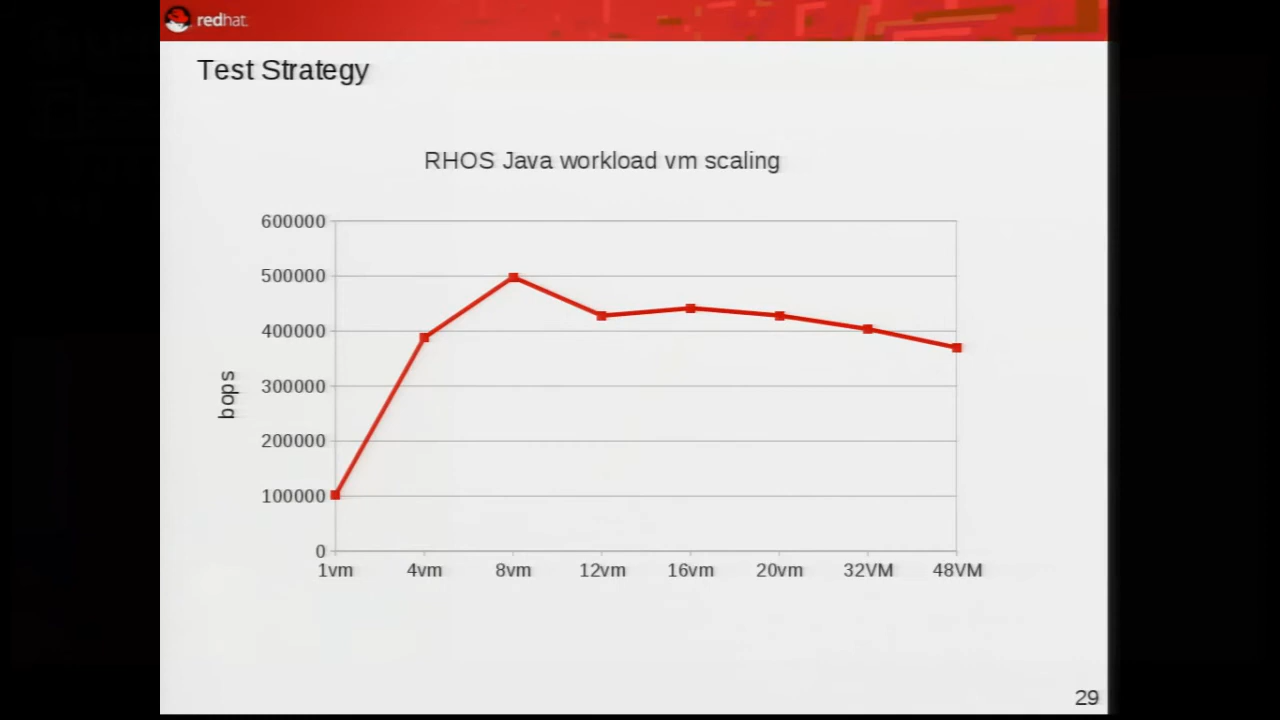 redhat.
Test Strategy
RHOS Java workload vm scaling
600000
500000
400000
300000
200000
100000
0
bops
1vm 4vm 8vm 12vm 16vm 20vm 32VM 48VM
29